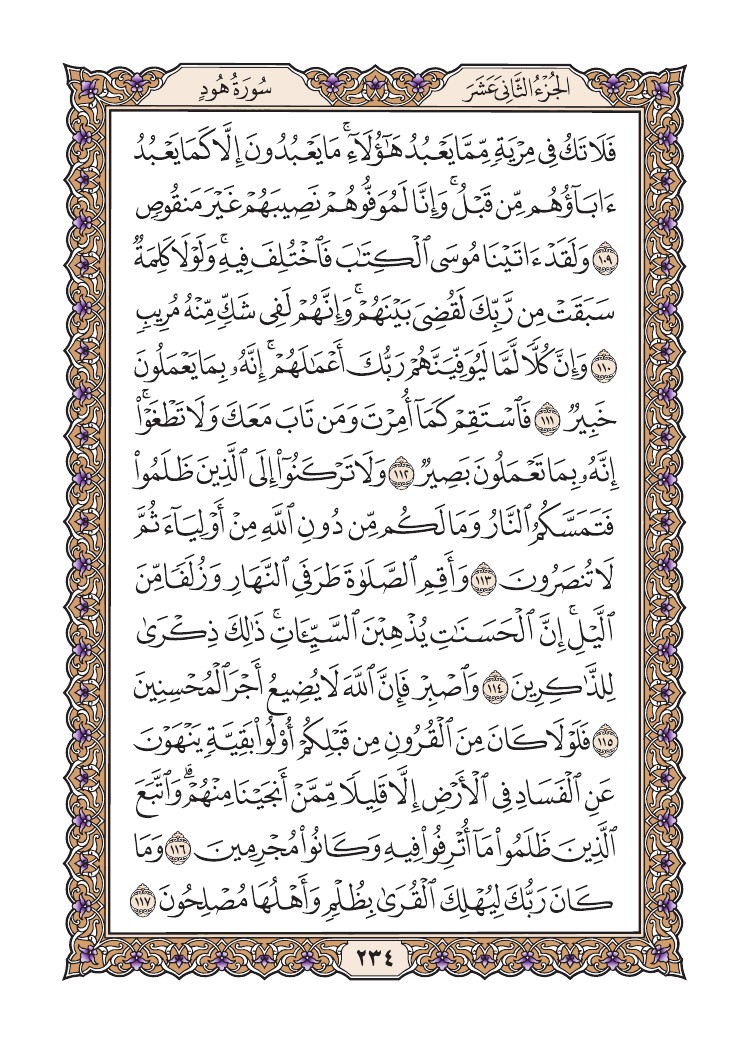 الجُزْءُ الثَّانِي عَشَرَ
سُورَةُ هُودٍ
فَلَا تَكُ فِى مِرْيَةٍ مِّمَّا يَعْبُدُ هَـٰٓؤُلَآءِ ۚ مَا يَعْبُدُونَ إِلَّا كَمَا يَعْبُدُ
ءَابَآؤُهُم مِّن قَبْلُ ۚ وَإِنَّا لَمُوَفُّوهُمْ نَصِيبَهُمْ غَيْرَ مَنقُوصٍ
١٠٩ وَلَقَدْ ءَاتَيْنَا مُوسَى ٱلْكِتَـٰبَ فَٱخْتُلِفَ فِيهِ ۚ وَلَوْلَا كَلِمَةٌ
سَبَقَتْ مِن رَّبِّكَ لَقُضِىَ بَيْنَهُمْ ۚ وَإِنَّهُمْ لَفِى شَكٍّ مِّنْهُ مُرِيبٍ
١١٠ وَإِنَّ كُلًّا لَّمَّا لَيُوَفِّيَنَّهُمْ رَبُّكَ أَعْمَـٰلَهُمْ ۚ إِنَّهُۥ بِمَا يَعْمَلُونَ
خَبِيرٌ ١١١ فَٱسْتَقِمْ كَمَآ أُمِرْتَ وَمَن تَابَ مَعَكَ وَلَا تَطْغَوْا۟ ۚ
إِنَّهُۥ بِمَا تَعْمَلُونَ بَصِيرٌ ١١٢ وَلَا تَرْكَنُوٓا۟ إِلَى ٱلَّذِينَ ظَلَمُوا۟
فَتَمَسَّكُمُ ٱلنَّارُ وَمَا لَكُم مِّن دُونِ ٱللَّهِ مِنْ أَوْلِيَآءَ ثُمَّ
لَا تُنصَرُونَ ١١٣ وَأَقِمِ ٱلصَّلَوٰةَ طَرَفَىِ ٱلنَّهَارِ وَزُلَفًا مِّنَ
ٱلَّيْلِ ۚ إِنَّ ٱلْحَسَنَـٰتِ يُذْهِبْنَ ٱلسَّيِّـَٔاتِ ۚ ذَٰلِكَ ذِكْرَىٰ
لِلذَّٰكِرِينَ ١١٤ وَٱصْبِرْ فَإِنَّ ٱللَّهَ لَا يُضِيعُ أَجْرَ ٱلْمُحْسِنِينَ
١١٥ فَلَوْلَا كَانَ مِنَ ٱلْقُرُونِ مِن قَبْلِكُمْ أُو۟لُوا۟ بَقِيَّةٍ يَنْهَوْنَ
عَنِ ٱلْفَسَادِ فِى ٱلْأَرْضِ إِلَّا قَلِيلًا مِّمَّنْ أَنجَيْنَا مِنْهُمْ ۗ وَٱتَّبَعَ
ٱلَّذِينَ ظَلَمُوا۟ مَآ أُتْرِفُوا۟ فِيهِ وَكَانُوا۟ مُجْرِمِينَ ١١٦ وَمَا
كَانَ رَبُّكَ لِيُهْلِكَ ٱلْقُرَىٰ بِظُلْمٍ وَأَهْلُهَا مُصْلِحُونَ ١١٧
٢٣٤